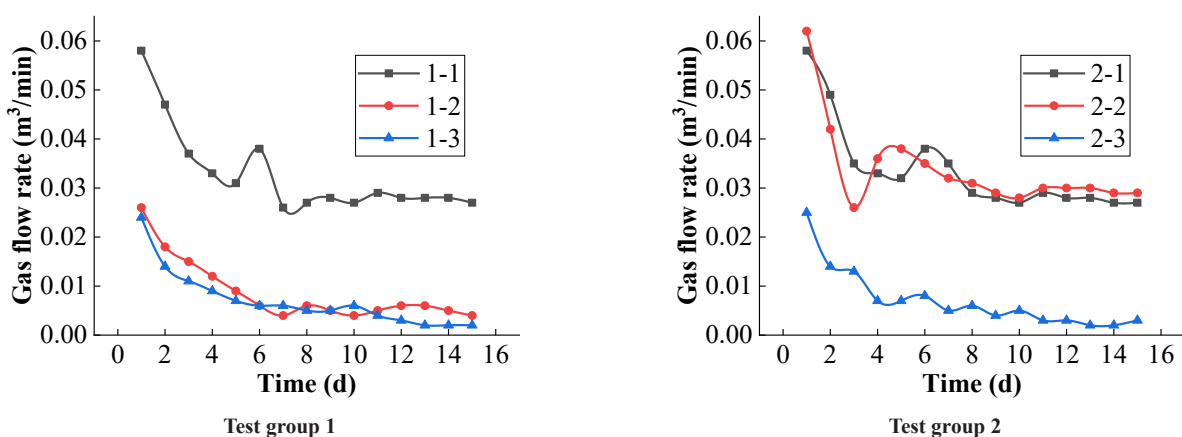 Gas flow rate (m³/min)
0.06
0.05
0.04
0.03
0.02
0.01
0.00
1-1
1-2
1-3
0 2 4 6 8 10 12 14 16
Time (d)
Test group 1
Gas flow rate (m³/min)
0.06
0.05
0.04
0.03
0.02
0.01
0.00
2-1
2-2
2-3
0 2 4 6 8 10 12 14 16
Time (d)
Test group 2